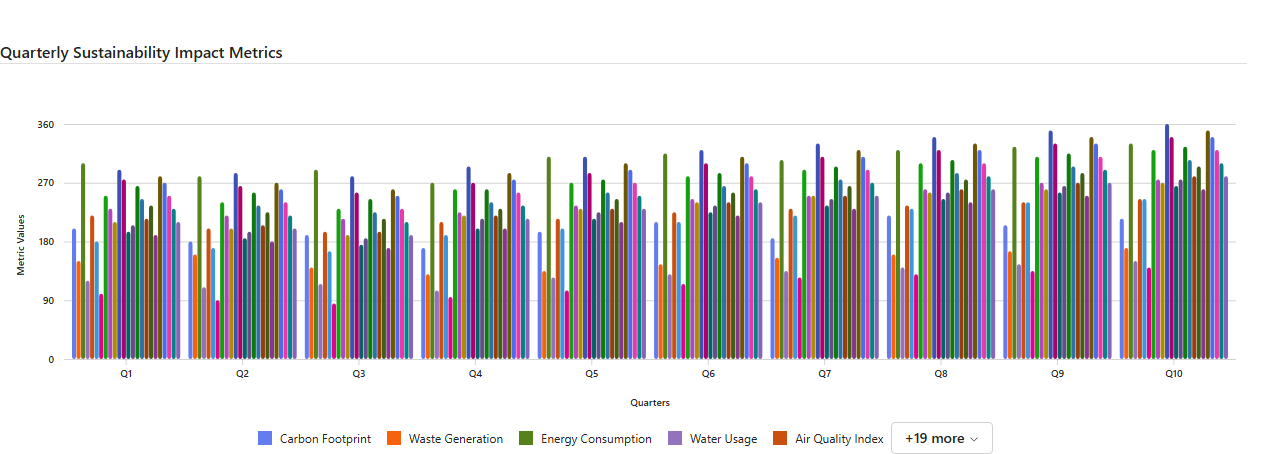 Quarterly Sustainability Impact Metrics
360
270
180
90
0
Metric Values
Q1 Q2 Q3 Q4 Q5 Q6 Q7 Q8 Q9 Q10
Quarters
Carbon Footprint Waste Generation Energy Consumption Water Usage Air Quality Index +19 more